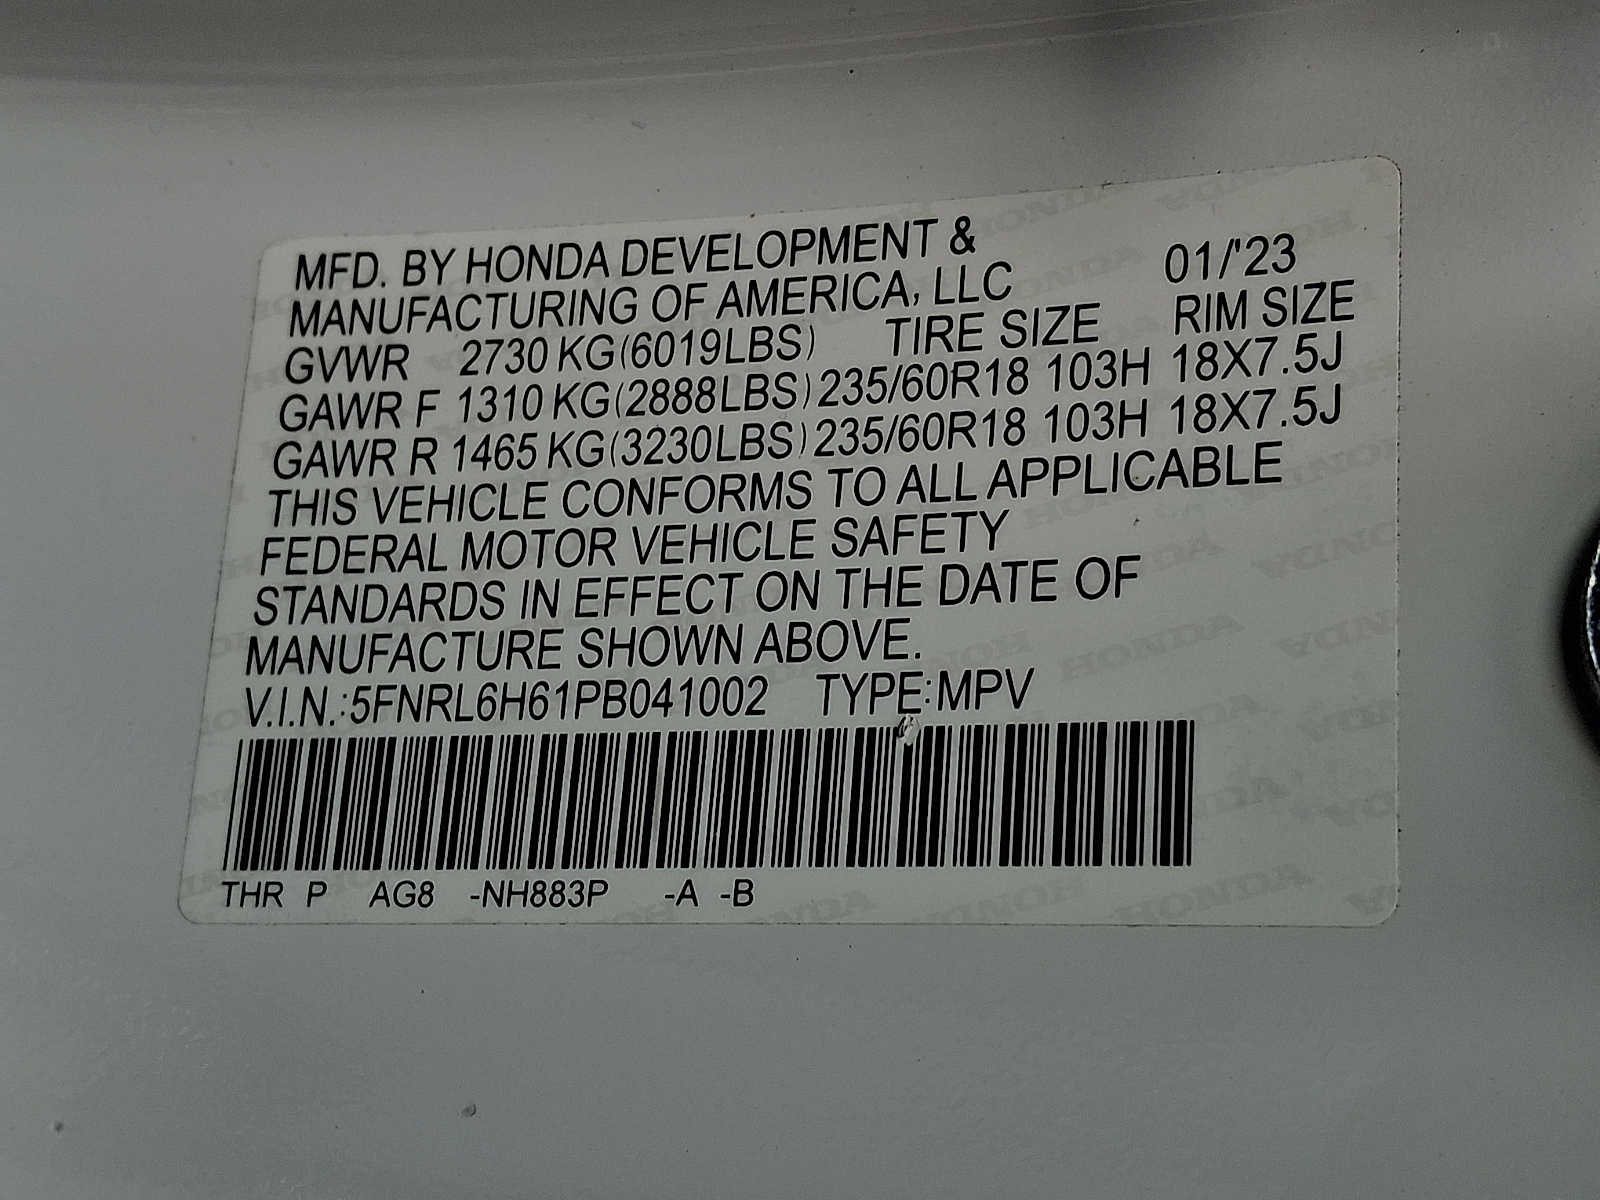 MFD. BY HONDA DEVELOPMENT &
MANUFACTURING OF AMERICA, LLC 01/'23
GVWR 2730 KG(6019LBS) TIRE SIZE RIM SIZE
GAWR F 1310 KG(2888LBS) 235/60R18 103H 18X7.5J
GAWR R 1465 KG(3230LBS) 235/60R18 103H 18X7.5J
THIS VEHICLE CONFORMS TO ALL APPLICABLE
FEDERAL MOTOR VEHICLE SAFETY
STANDARDS IN EFFECT ON THE DATE OF
MANUFACTURE SHOWN ABOVE.
V.I.N.:5FNRL6H61PB041002 TYPE:MPV
THR P AG8 -NH883P -A -B